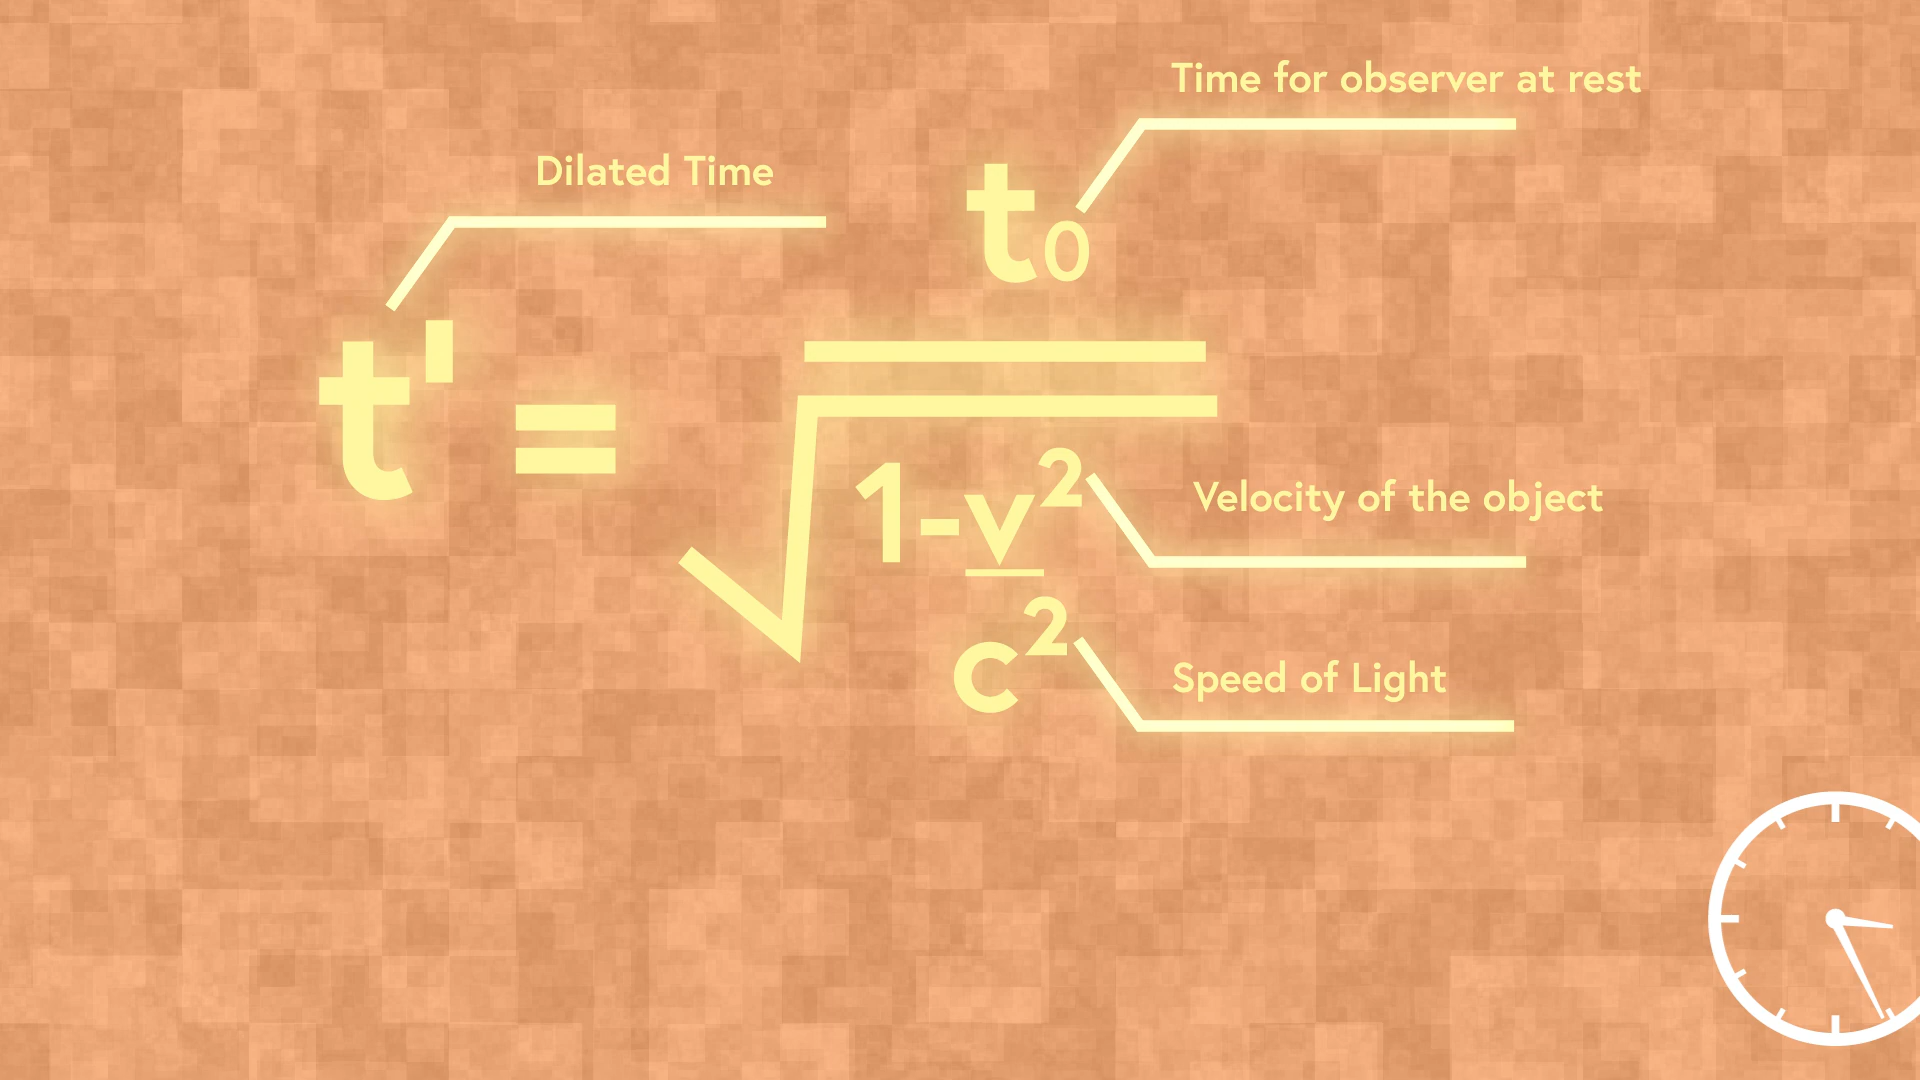 Time for observer at rest
Dilated Time
t₀
t' =
√
1-v²
Velocity of the object
c²
Speed of Light